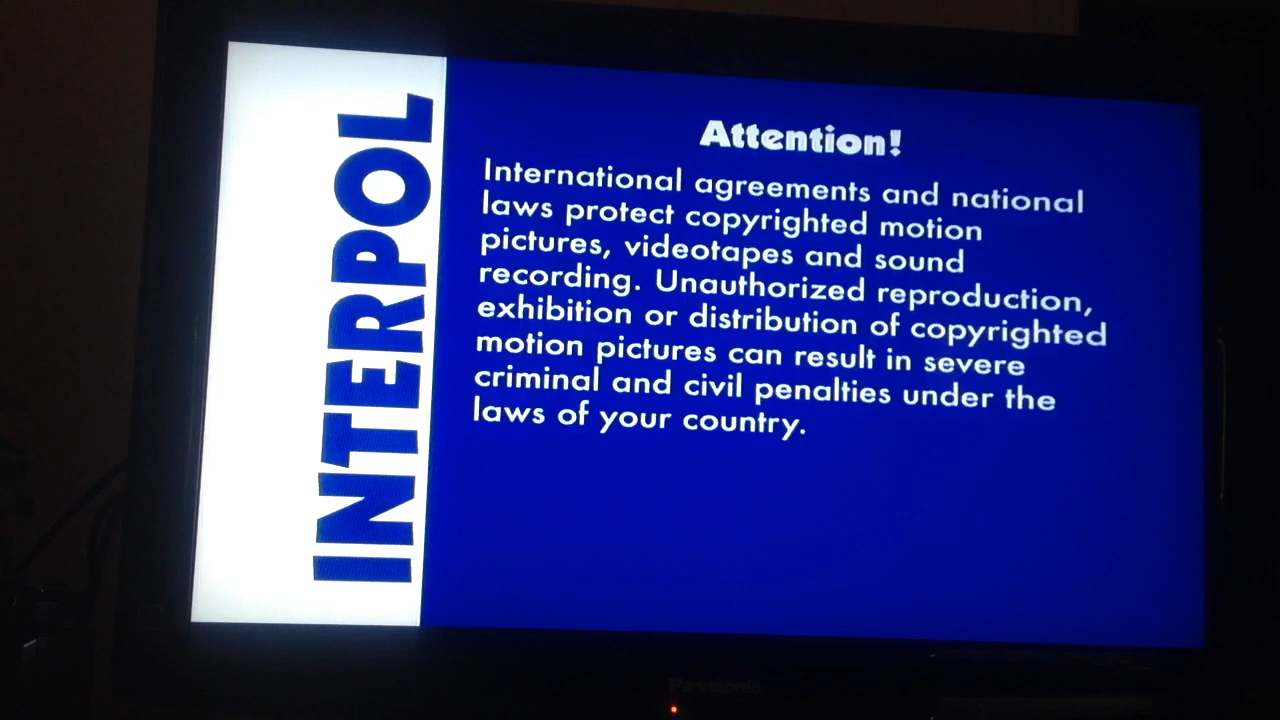 INTERPOL
Attention!
International agreements and national
laws protect copyrighted motion
pictures, videotapes and sound
recording. Unauthorized reproduction,
exhibition or distribution of copyrighted
motion pictures can result in severe
criminal and civil penalties under the
laws of your country.
Panasonic